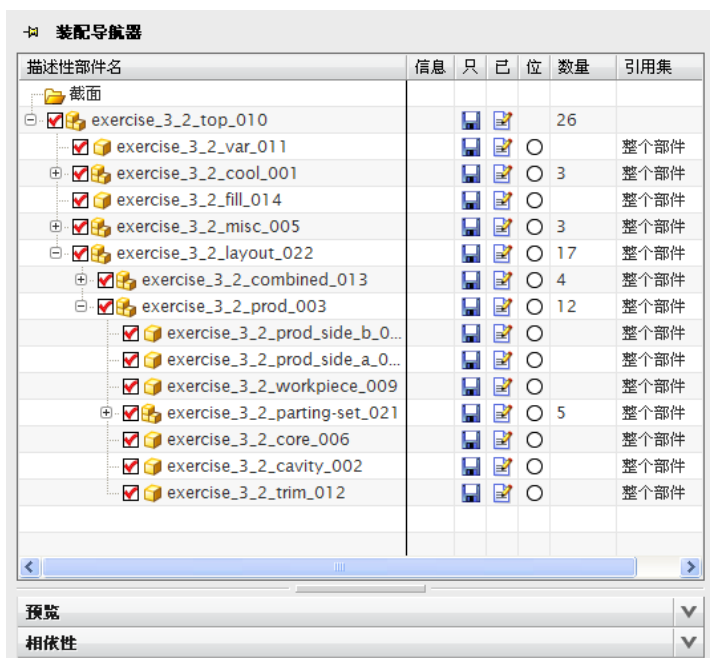 装配导航器
描述性部件名 信息 只 已 位 数量 引用集
截面
exercise_3_2_top_010 26
exercise_3_2_var_011 整个部件
exercise_3_2_cool_001 3 整个部件
exercise_3_2_fill_014 整个部件
exercise_3_2_misc_005 3 整个部件
exercise_3_2_layout_022 17 整个部件
exercise_3_2_combined_013 4 整个部件
exercise_3_2_prod_003 12 整个部件
exercise_3_2_prod_side_b_0... 整个部件
exercise_3_2_prod_side_a_0... 整个部件
exercise_3_2_workpiece_009 整个部件
exercise_3_2_parting-set_021 5 整个部件
exercise_3_2_core_006 整个部件
exercise_3_2_cavity_002 整个部件
exercise_3_2_trim_012 整个部件
预览
相依性